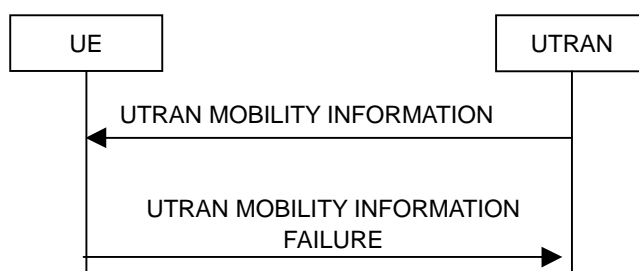 UE
UTRAN
UTRAN MOBILITY INFORMATION
UTRAN MOBILITY INFORMATION
FAILURE